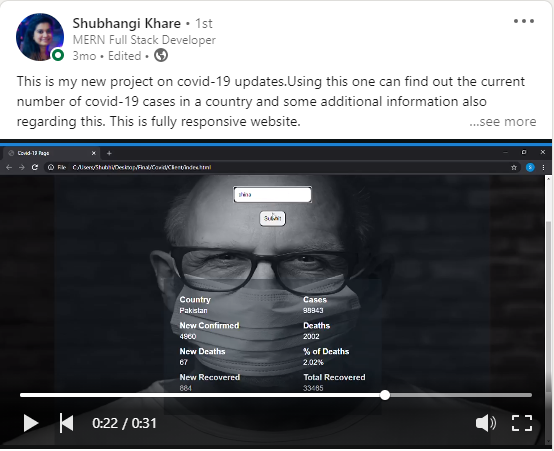 Shubhangi Khare • 1st
MERN Full Stack Developer
3mo • Edited •
This is my new project on covid-19 updates.Using this one can find out the current
number of covid-19 cases in a country and some additional information also
regarding this. This is fully responsive website.
...see more
Covid-19 Page
File C:/Users/Shubhi/Desktop/Final/Covid/Client/index.html
china
Submit
Country Cases
Pakistan 98943
New Confirmed Deaths
4960 2002
New Deaths % of Deaths
67 2.02%
New Recovered Total Recovered
884 33465
0:22 / 0:31